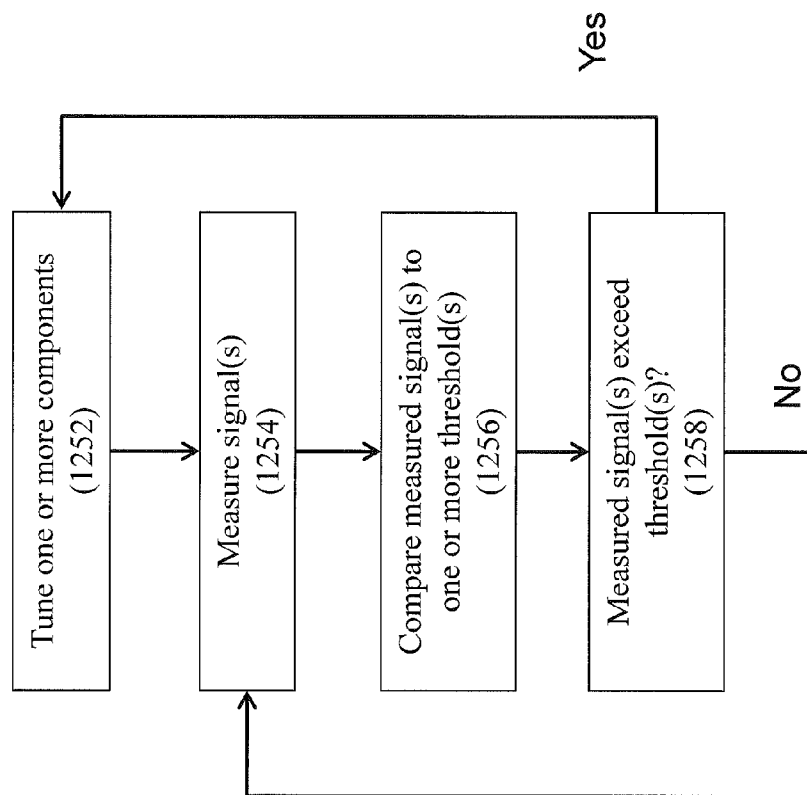 Tune one or more components
(1252)
Measure signal(s)
(1254)
Compare measured signal(s) to
one or more threshold(s)
(1256)
Measured signal(s) exceed
threshold(s)?
(1258)
Yes
No